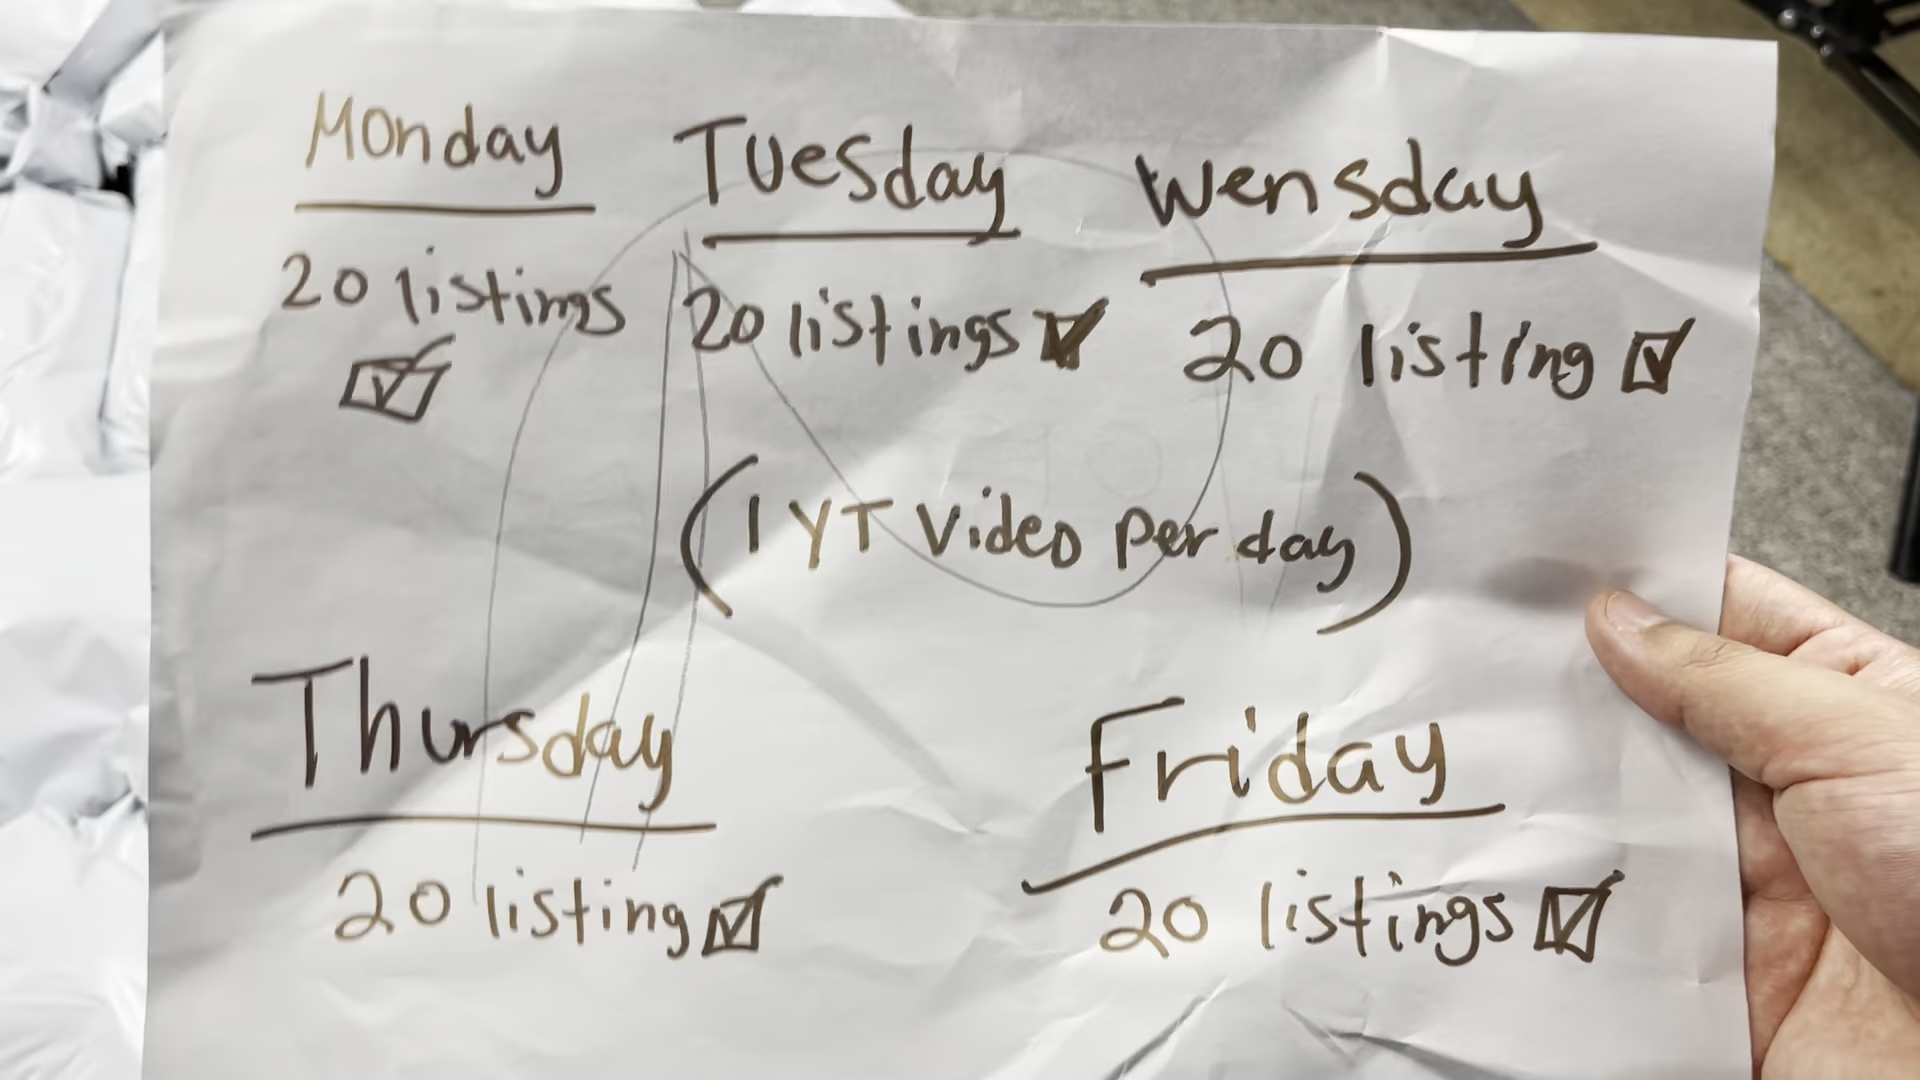 Monday Tuesday Wensday
20 listings 20 listings 20 listing
(1 YT Video Per day)
Thursday Friday
20 listing 20 listings